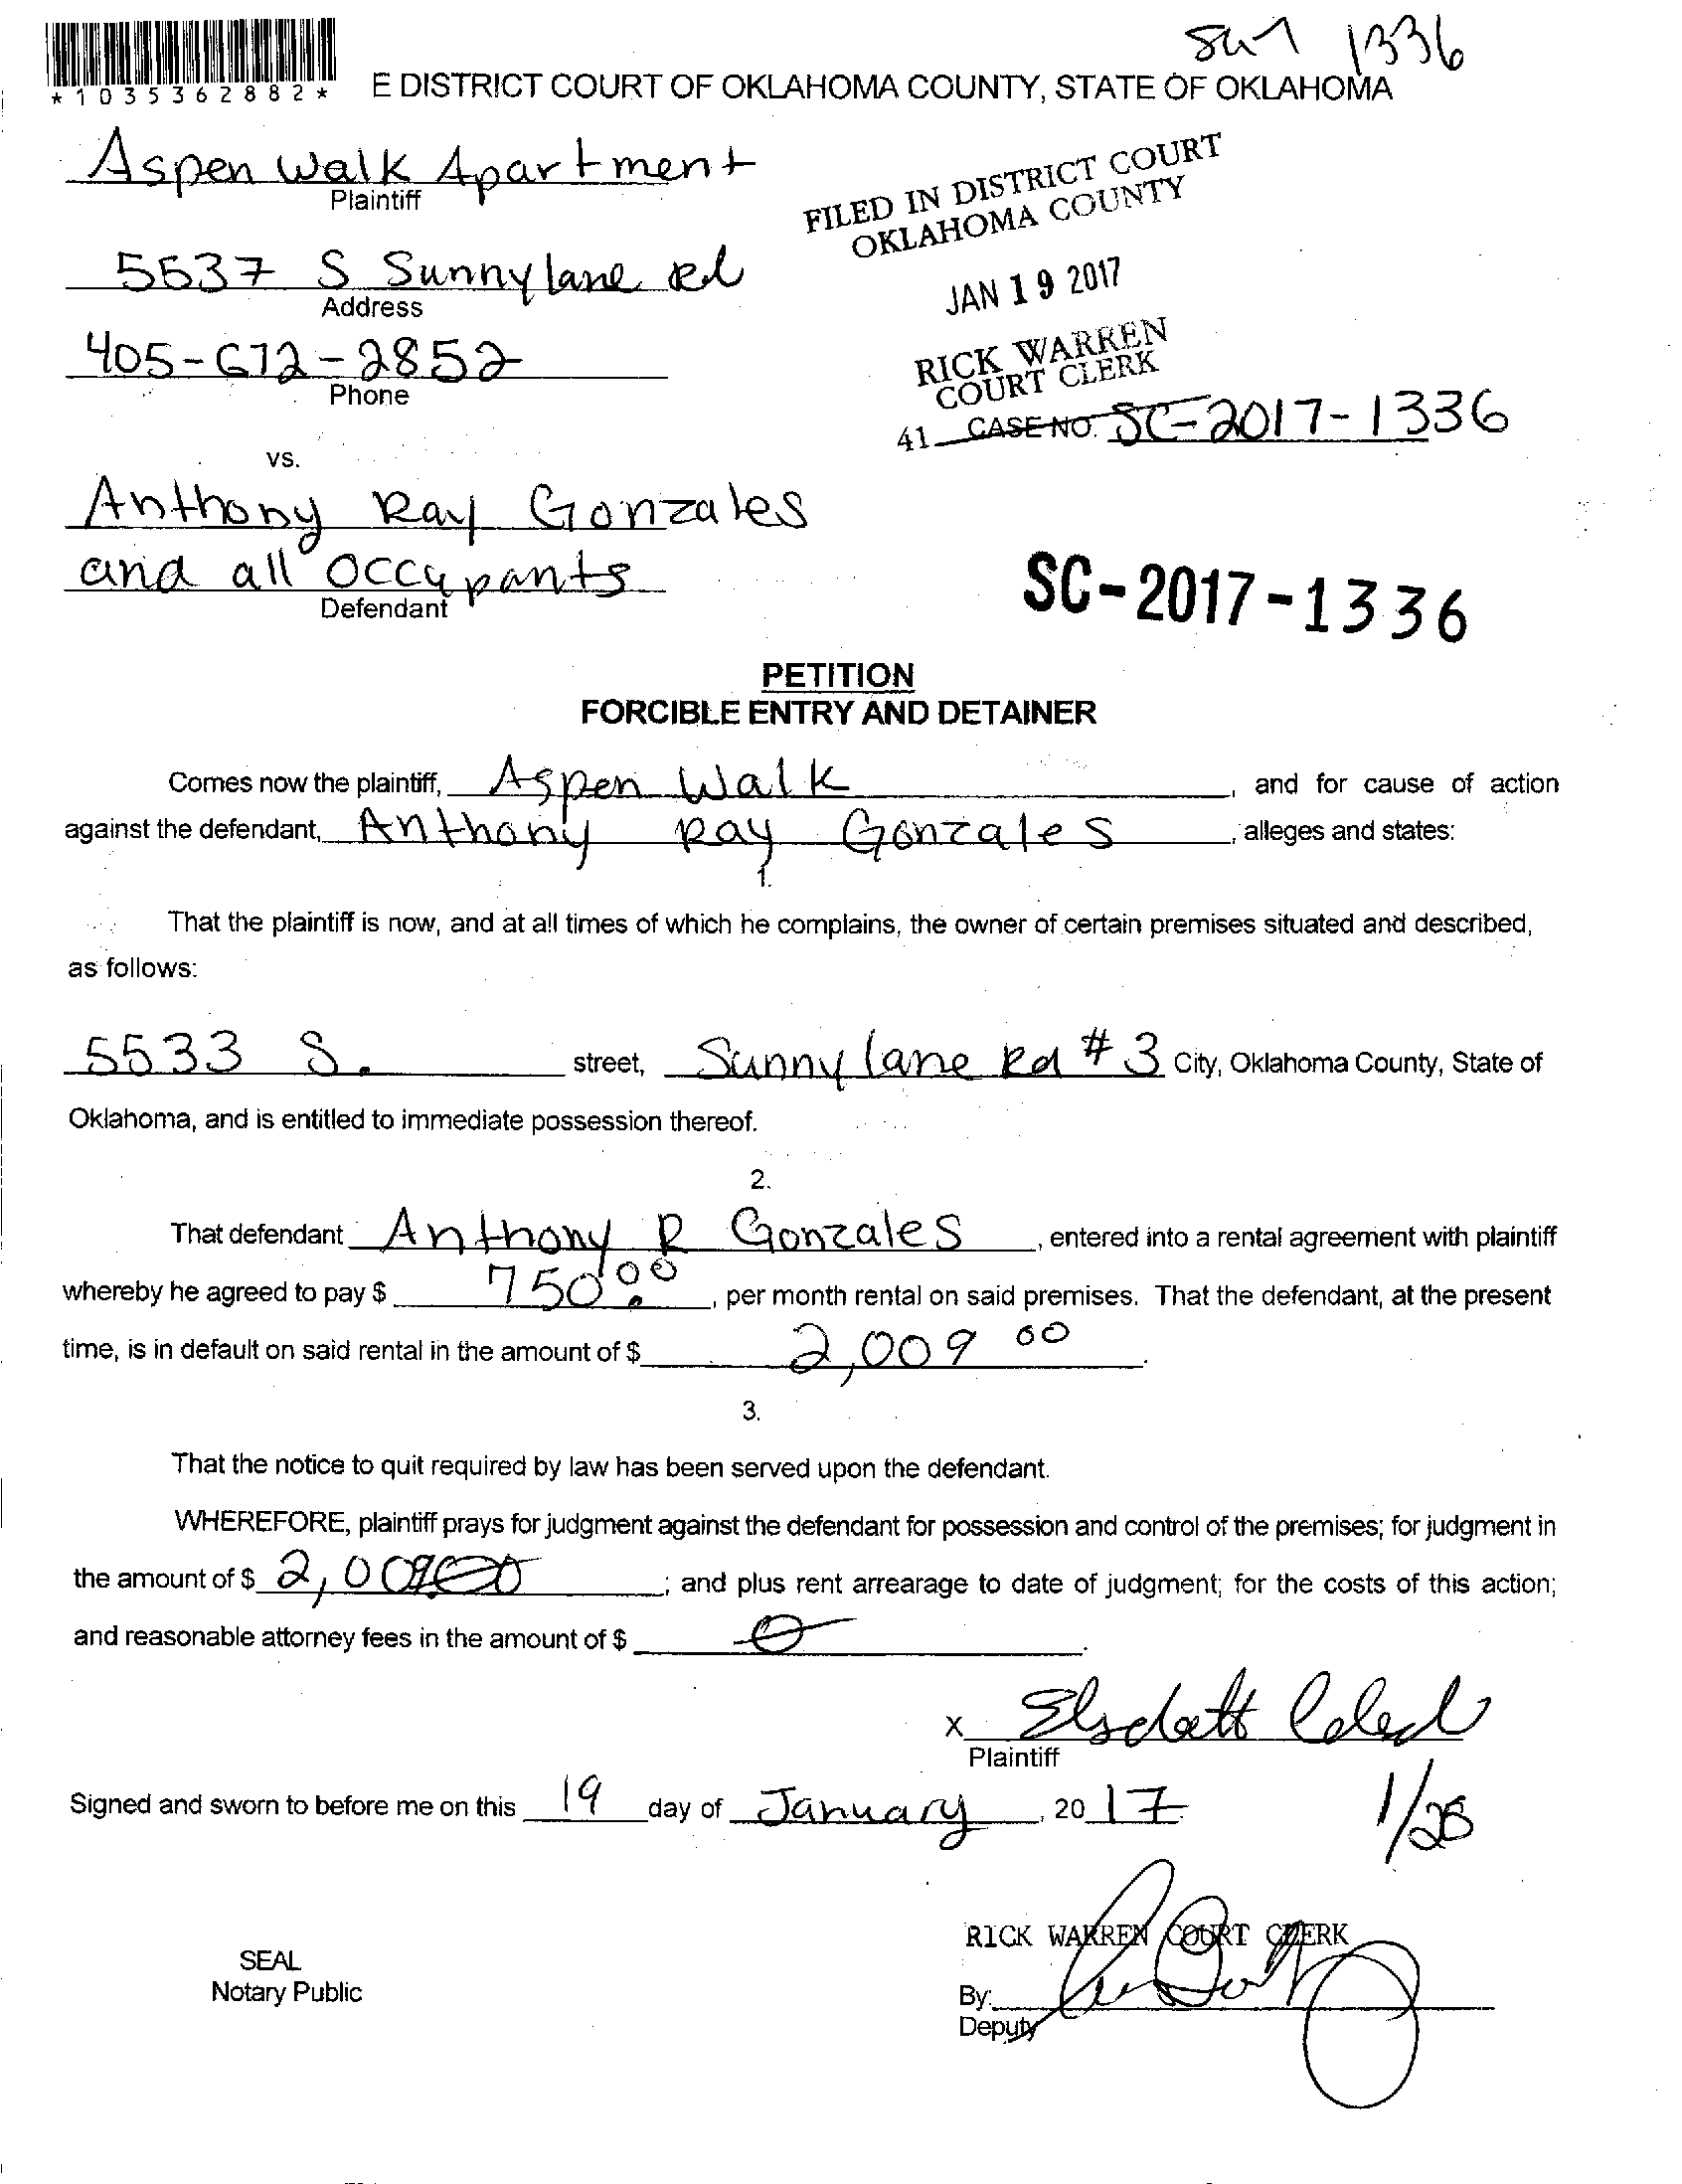 SC17 1336
*1035362882*
E DISTRICT COURT OF OKLAHOMA COUNTY, STATE OF OKLAHOMA
Aspen Walk Apartment
Plaintiff
FILED IN DISTRICT COURT
OKLAHOMA COUNTY
5537 S Sunnylane Rd
Address
JAN 19 2017
405-672-2852
Phone
RICK WARREN
COURT CLERK
41 CASE NO. SC-2017-1336
vs.
Anthony Ray Gonzales
and all occupants
Defendant
SC-2017-1336
PETITION
FORCIBLE ENTRY AND DETAINER
Comes now the plaintiff, Aspen Walk, and for cause of action
against the defendant, Anthony Ray Gonzales, alleges and states:
1.
That the plaintiff is now, and at all times of which he complains, the owner of certain premises situated and described,
as follows:
5533 S. street, Sunnylane Rd #3 City, Oklahoma County, State of
Oklahoma, and is entitled to immediate possession thereof.
2.
That defendant Anthony R Gonzales, entered into a rental agreement with plaintiff
whereby he agreed to pay $ 750.00, per month rental on said premises. That the defendant, at the present
time, is in default on said rental in the amount of $ 2,009 00.
3.
That the notice to quit required by law has been served upon the defendant.
WHEREFORE, plaintiff prays for judgment against the defendant for possession and control of the premises; for judgment in
the amount of $ 2,009.00; and plus rent arrearage to date of judgment; for the costs of this action;
and reasonable attorney fees in the amount of $ 0.
X
Plaintiff
Signed and sworn to before me on this 19 day of January, 2017
RICK WARREN COURT CLERK
SEAL
Notary Public
By:
Deputy